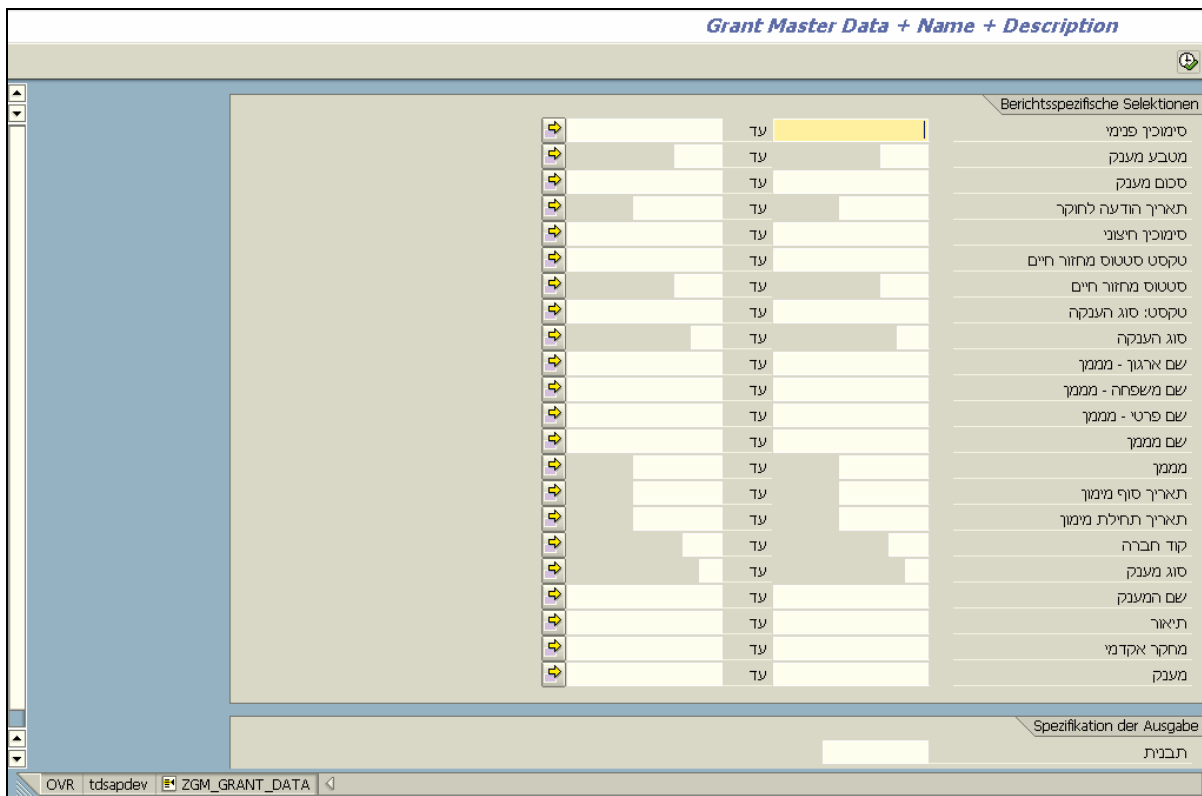 Grant Master Data + Name + Description
Berichtsspezifische Selektionen
סימוכין פנימי עד
מטבע מענק עד
סכום מענק עד
תאריך הודעה לחוקר עד
סימוכין חיצוני עד
טקסט סטטוס מחזור חיים עד
סטטוס מחזור חיים עד
טקסט: סוג הענקה עד
סוג הענקה עד
שם ארגון - מממן עד
שם משפחה - מממן עד
שם פרטי - מממן עד
שם מממן עד
מממן עד
תאריך סוף מימון עד
תאריך תחילת מימון עד
קוד חברה עד
סוג מענק עד
שם המענק עד
תיאור עד
מחקר אקדמי עד
מענק עד
Spezifikation der Ausgabe
תבנית
OVR tdsapdev ZGM_GRANT_DATA